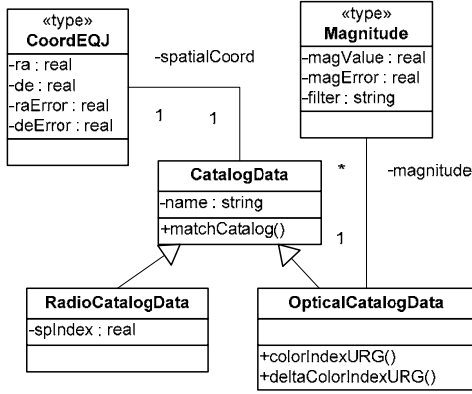 «type»
CoordEQJ
-ra : real
-de : real
-raError : real
-deError : real
-spatialCoord
1
1
«type»
Magnitude
-magValue : real
-magError : real
-filter : string
*
-magnitude
1
CatalogData
-name : string
+matchCatalog()
RadioCatalogData
-spIndex : real
OpticalCatalogData
+colorIndexURG()
+deltaColorIndexURG()